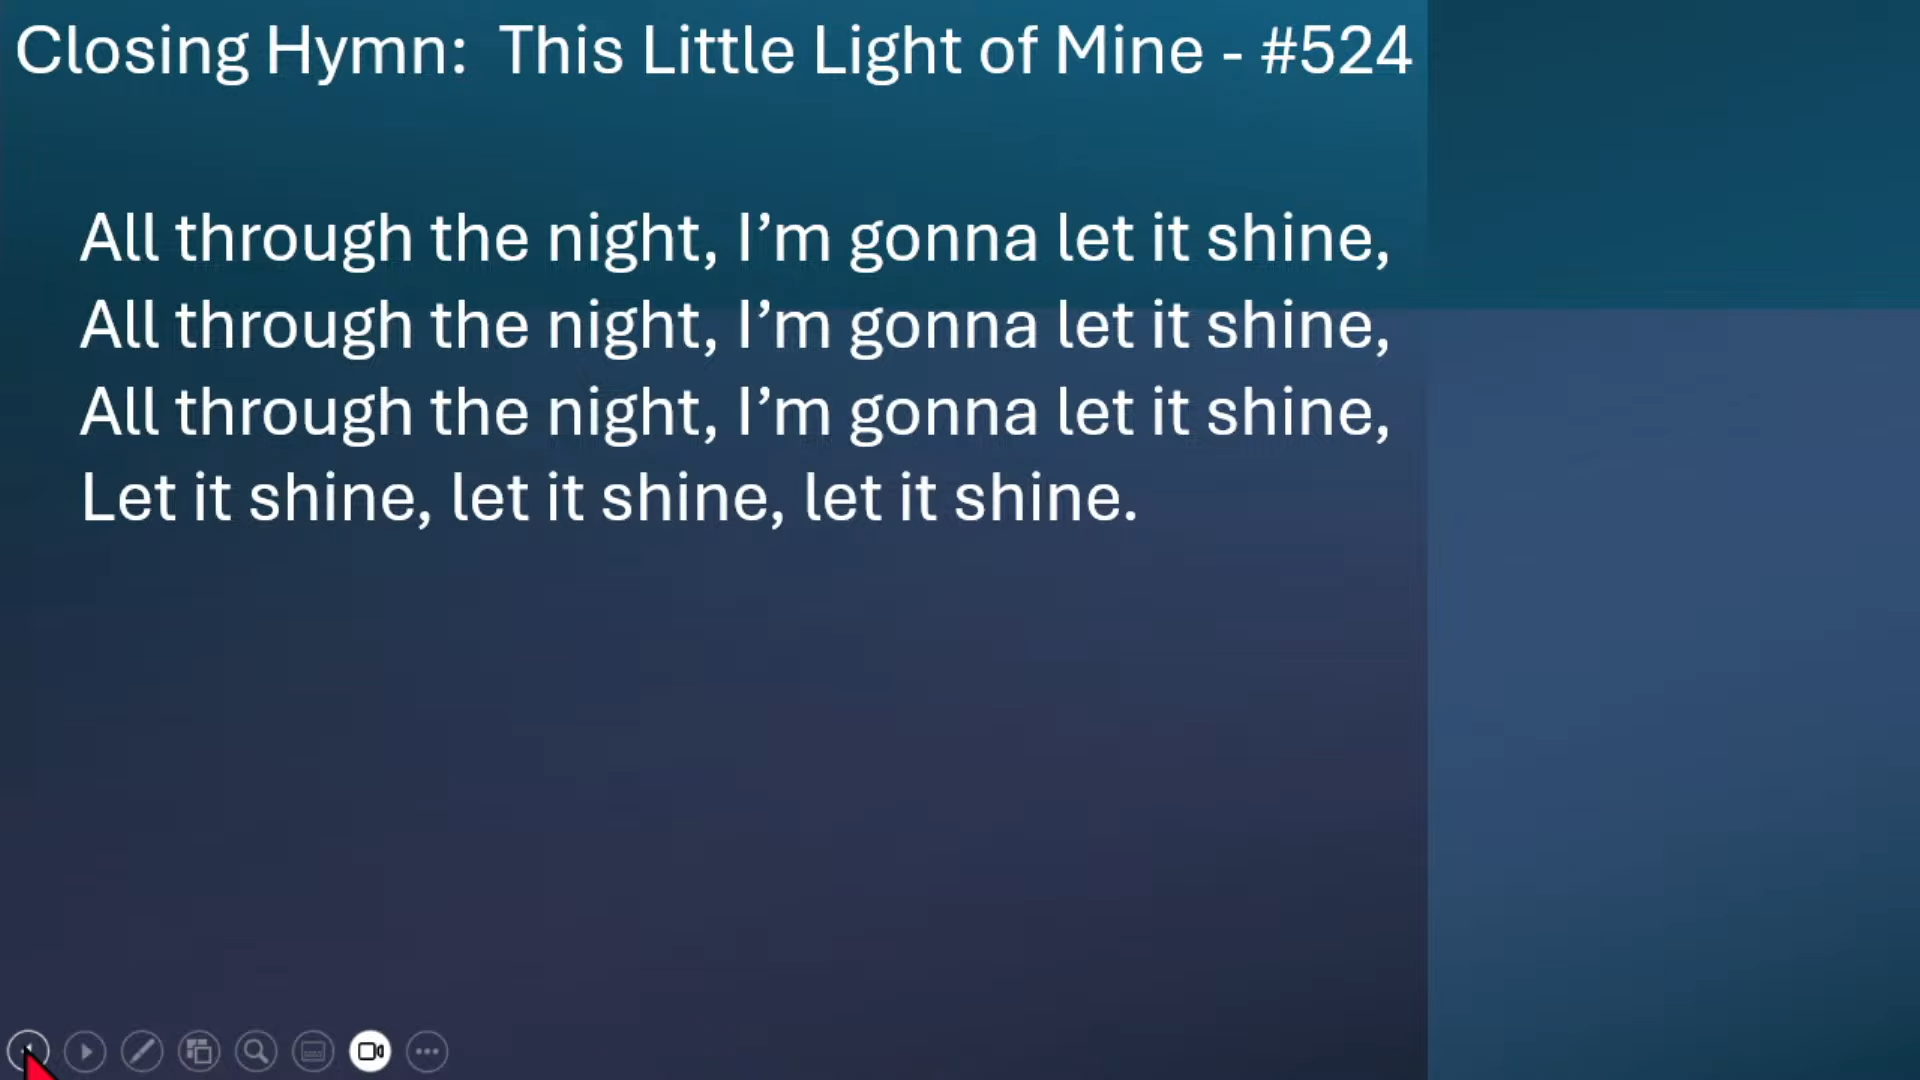 Closing Hymn:  This Little Light of Mine - #524
All through the night, I’m gonna let it shine,
All through the night, I’m gonna let it shine,
All through the night, I’m gonna let it shine,
Let it shine, let it shine, let it shine.